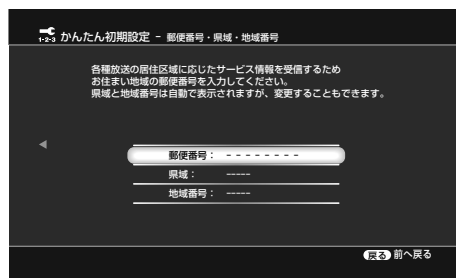 1-2-3 かんたん初期設定 - 郵便番号・県域・地域番号
各種放送の居住区域に応じたサービス情報を受信するため
お住まい地域の郵便番号を入力してください。
県域と地域番号は自動で表示されますが、変更することもできます。
郵便番号： - - - - - - - -
県域： -----
地域番号： -----
戻る 前へ戻る